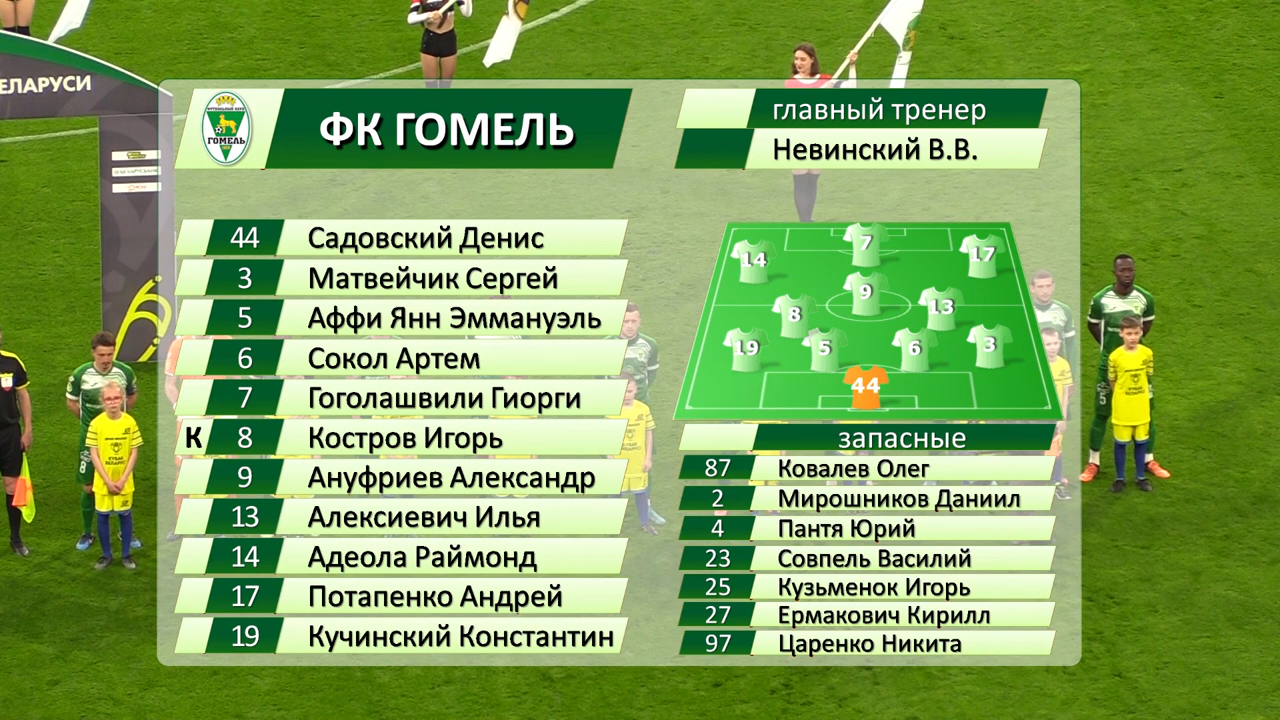 ЕЛАРУСИ
ГОМЕЛЬ
ФК ГОМЕЛЬ
главный тренер
Невинский В.В.
44 Садовский Денис
3 Матвейчик Сергей
5 Аффи Янн Эммануэль
6 Сокол Артем
7 Гоголашвили Гиорги
К 8 Костров Игорь
9 Ануфриев Александр
13 Алексиевич Илья
14 Адеола Раймонд
17 Потапенко Андрей
19 Кучинский Константин
14 7 17
9
8 13
19 5 6 3
44
запасные
87 Ковалев Олег
2 Мирошников Даниил
4 Пантя Юрий
23 Совпель Василий
25 Кузьменок Игорь
27 Ермакович Кирилл
97 Царенко Никита
8
5